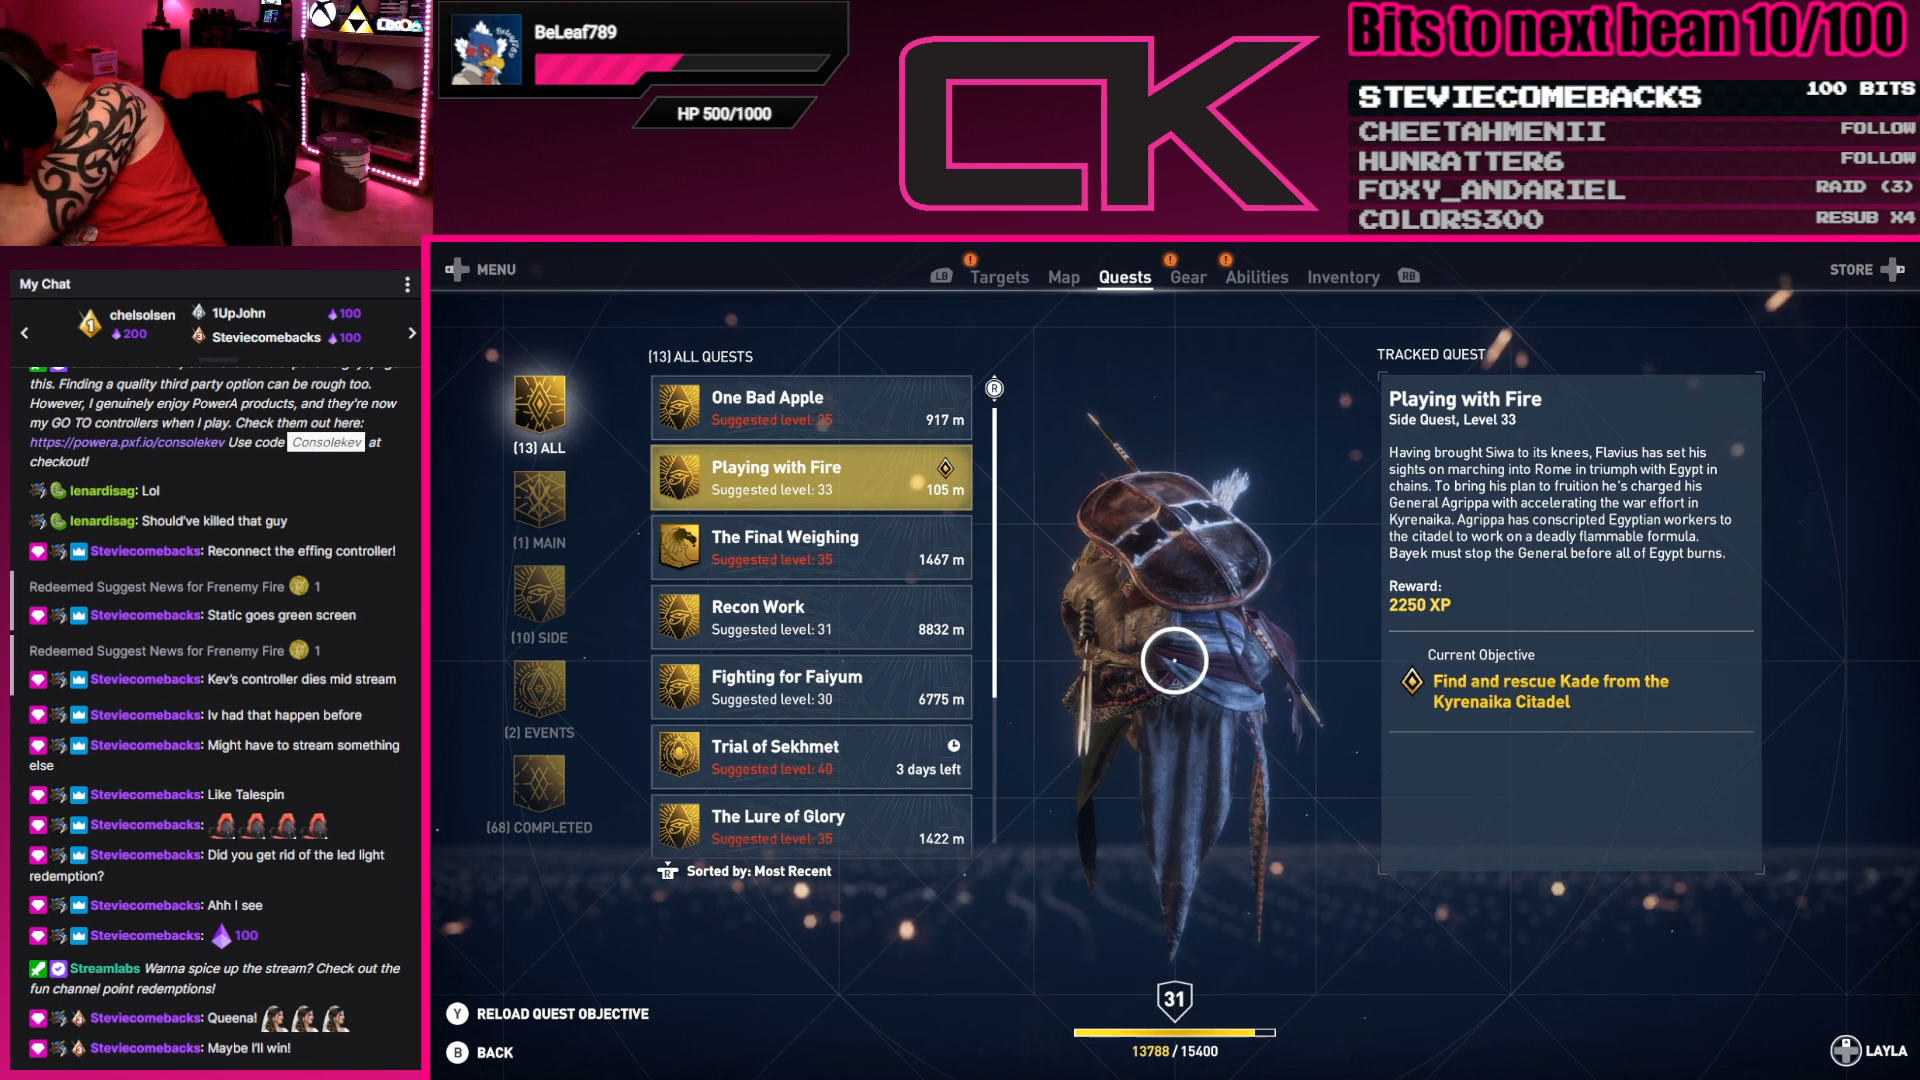 BeLeaf789
HP 500/1000
CK
Bits to next bean 10/100
STEVIECOMEBACKS 100 BITS
CHEETAHMENII FOLLOW
HUNRATTER6 FOLLOW
FOXY_ANDARIEL RAID (3)
COLORS300 RESUB X4
My Chat
1 chelsolsen 200
2 1UpJohn 100
3 Steviecomebacks 100
this. Finding a quality third party option can be rough too.
However, I genuinely enjoy PowerA products, and they're now
my GO TO controllers when I play. Check them out here:
https://powera.pxf.io/consolekev Use code Consolekev at
checkout!
lenardisag: Lol
lenardisag: Should've killed that guy
Steviecomebacks: Reconnect the effing controller!
Redeemed Suggest News for Frenemy Fire 1
Steviecomebacks: Static goes green screen
Redeemed Suggest News for Frenemy Fire 1
Steviecomebacks: Kev's controller dies mid stream
Steviecomebacks: Iv had that happen before
Steviecomebacks: Might have to stream something
else
Steviecomebacks: Like Talespin
Steviecomebacks:
Steviecomebacks: Did you get rid of the led light
redemption?
Steviecomebacks: Ahh I see
Steviecomebacks: 100
Streamlabs Wanna spice up the stream? Check out the
fun channel point redemptions!
Steviecomebacks: Queena!
Steviecomebacks: Maybe I'll win!
MENU
LB Targets Map Quests Gear Abilities Inventory RB
STORE
(13) ALL
(1) MAIN
(10) SIDE
(2) EVENTS
(68) COMPLETED
(13) ALL QUESTS
R
One Bad Apple
Suggested level: 35 917 m
Playing with Fire
Suggested level: 33 105 m
The Final Weighing
Suggested level: 35 1467 m
Recon Work
Suggested level: 31 8832 m
Fighting for Faiyum
Suggested level: 30 6775 m
Trial of Sekhmet
Suggested level: 40 3 days left
The Lure of Glory
Suggested level: 35 1422 m
R Sorted by: Most Recent
TRACKED QUEST
Playing with Fire
Side Quest, Level 33
Having brought Siwa to its knees, Flavius has set his
sights on marching into Rome in triumph with Egypt in
chains. To bring his plan to fruition he's charged his
General Agrippa with accelerating the war effort in
Kyrenaika. Agrippa has conscripted Egyptian workers to
the citadel to work on a deadly flammable formula.
Bayek must stop the General before all of Egypt burns.
Reward:
2250 XP
Current Objective
Find and rescue Kade from the
Kyrenaika Citadel
Y RELOAD QUEST OBJECTIVE
B BACK
31
13788 / 15400
LAYLA